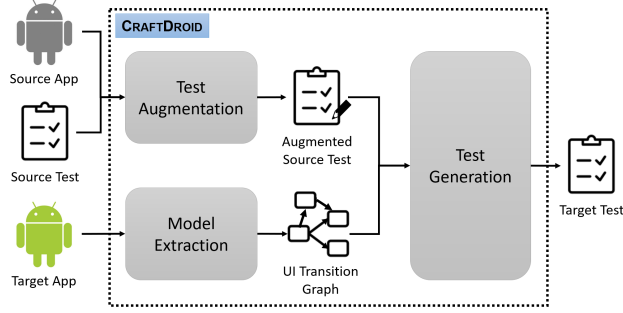 CRAFTDROID
Source App
Test
Augmentation
Augmented
Source Test
Source Test
Test
Generation
Target Test
Model
Extraction
UI Transition
Graph
Target App